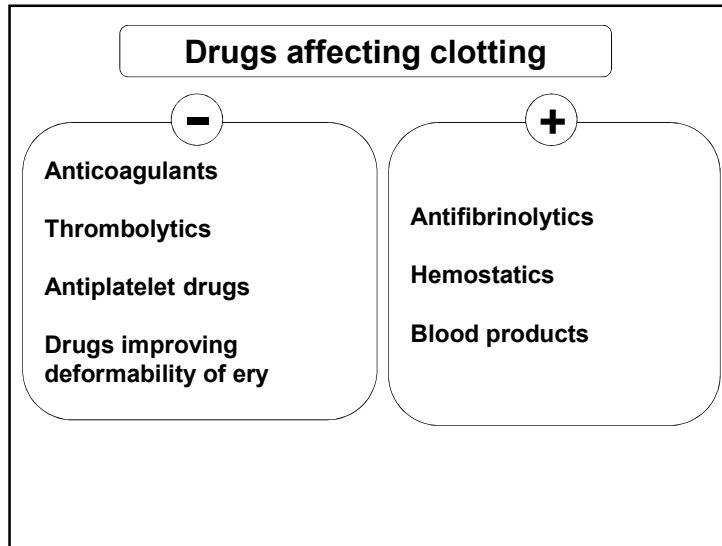 Drugs affecting clotting
-
Anticoagulants
Thrombolytics
Antiplatelet drugs
Drugs improving
deformability of ery
+
Antifibrinolytics
Hemostatics
Blood products